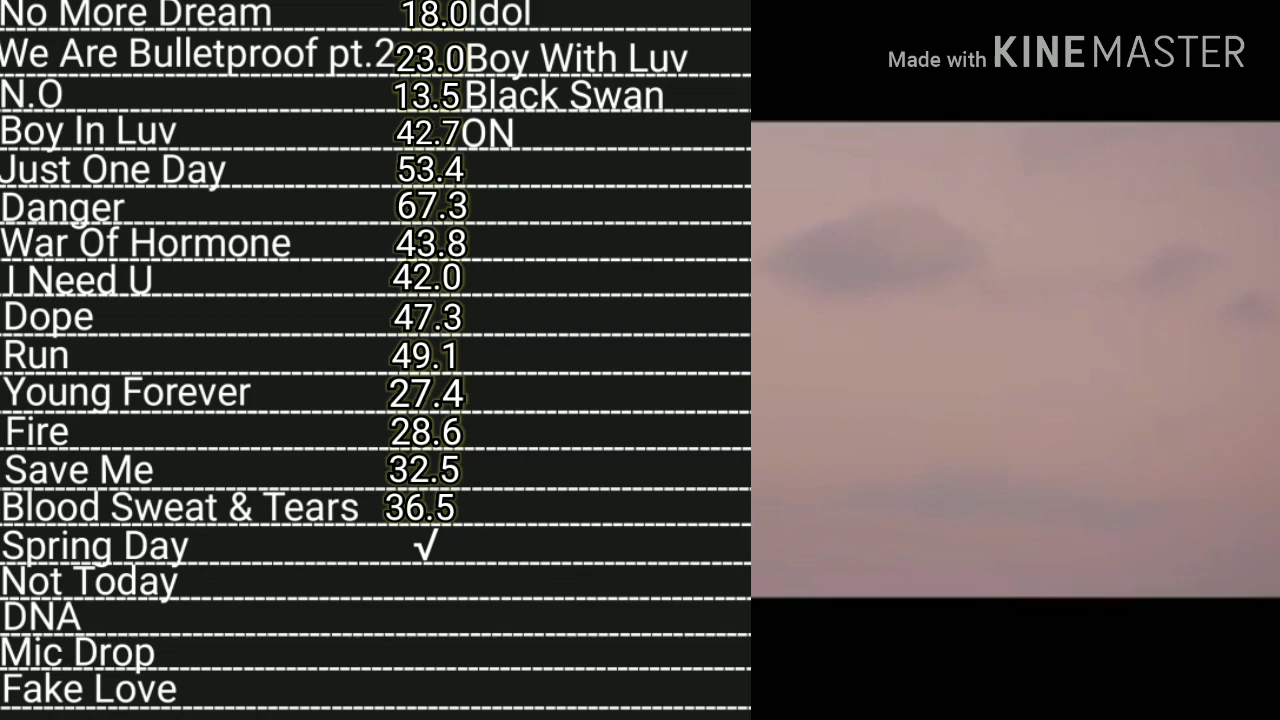 No More Dream 18.0 Idol
We Are Bulletproof pt.2 23.0 Boy With Luv
N.O 13.5 Black Swan
Boy In Luv 42.7 ON
Just One Day 53.4
Danger 67.3
War Of Hormone 43.8
I Need U 42.0
Dope 47.3
Run 49.1
Young Forever 27.4
Fire 28.6
Save Me 32.5
Blood Sweat & Tears 36.5
Spring Day √
Not Today
DNA
Mic Drop
Fake Love
Made with KINEMASTER